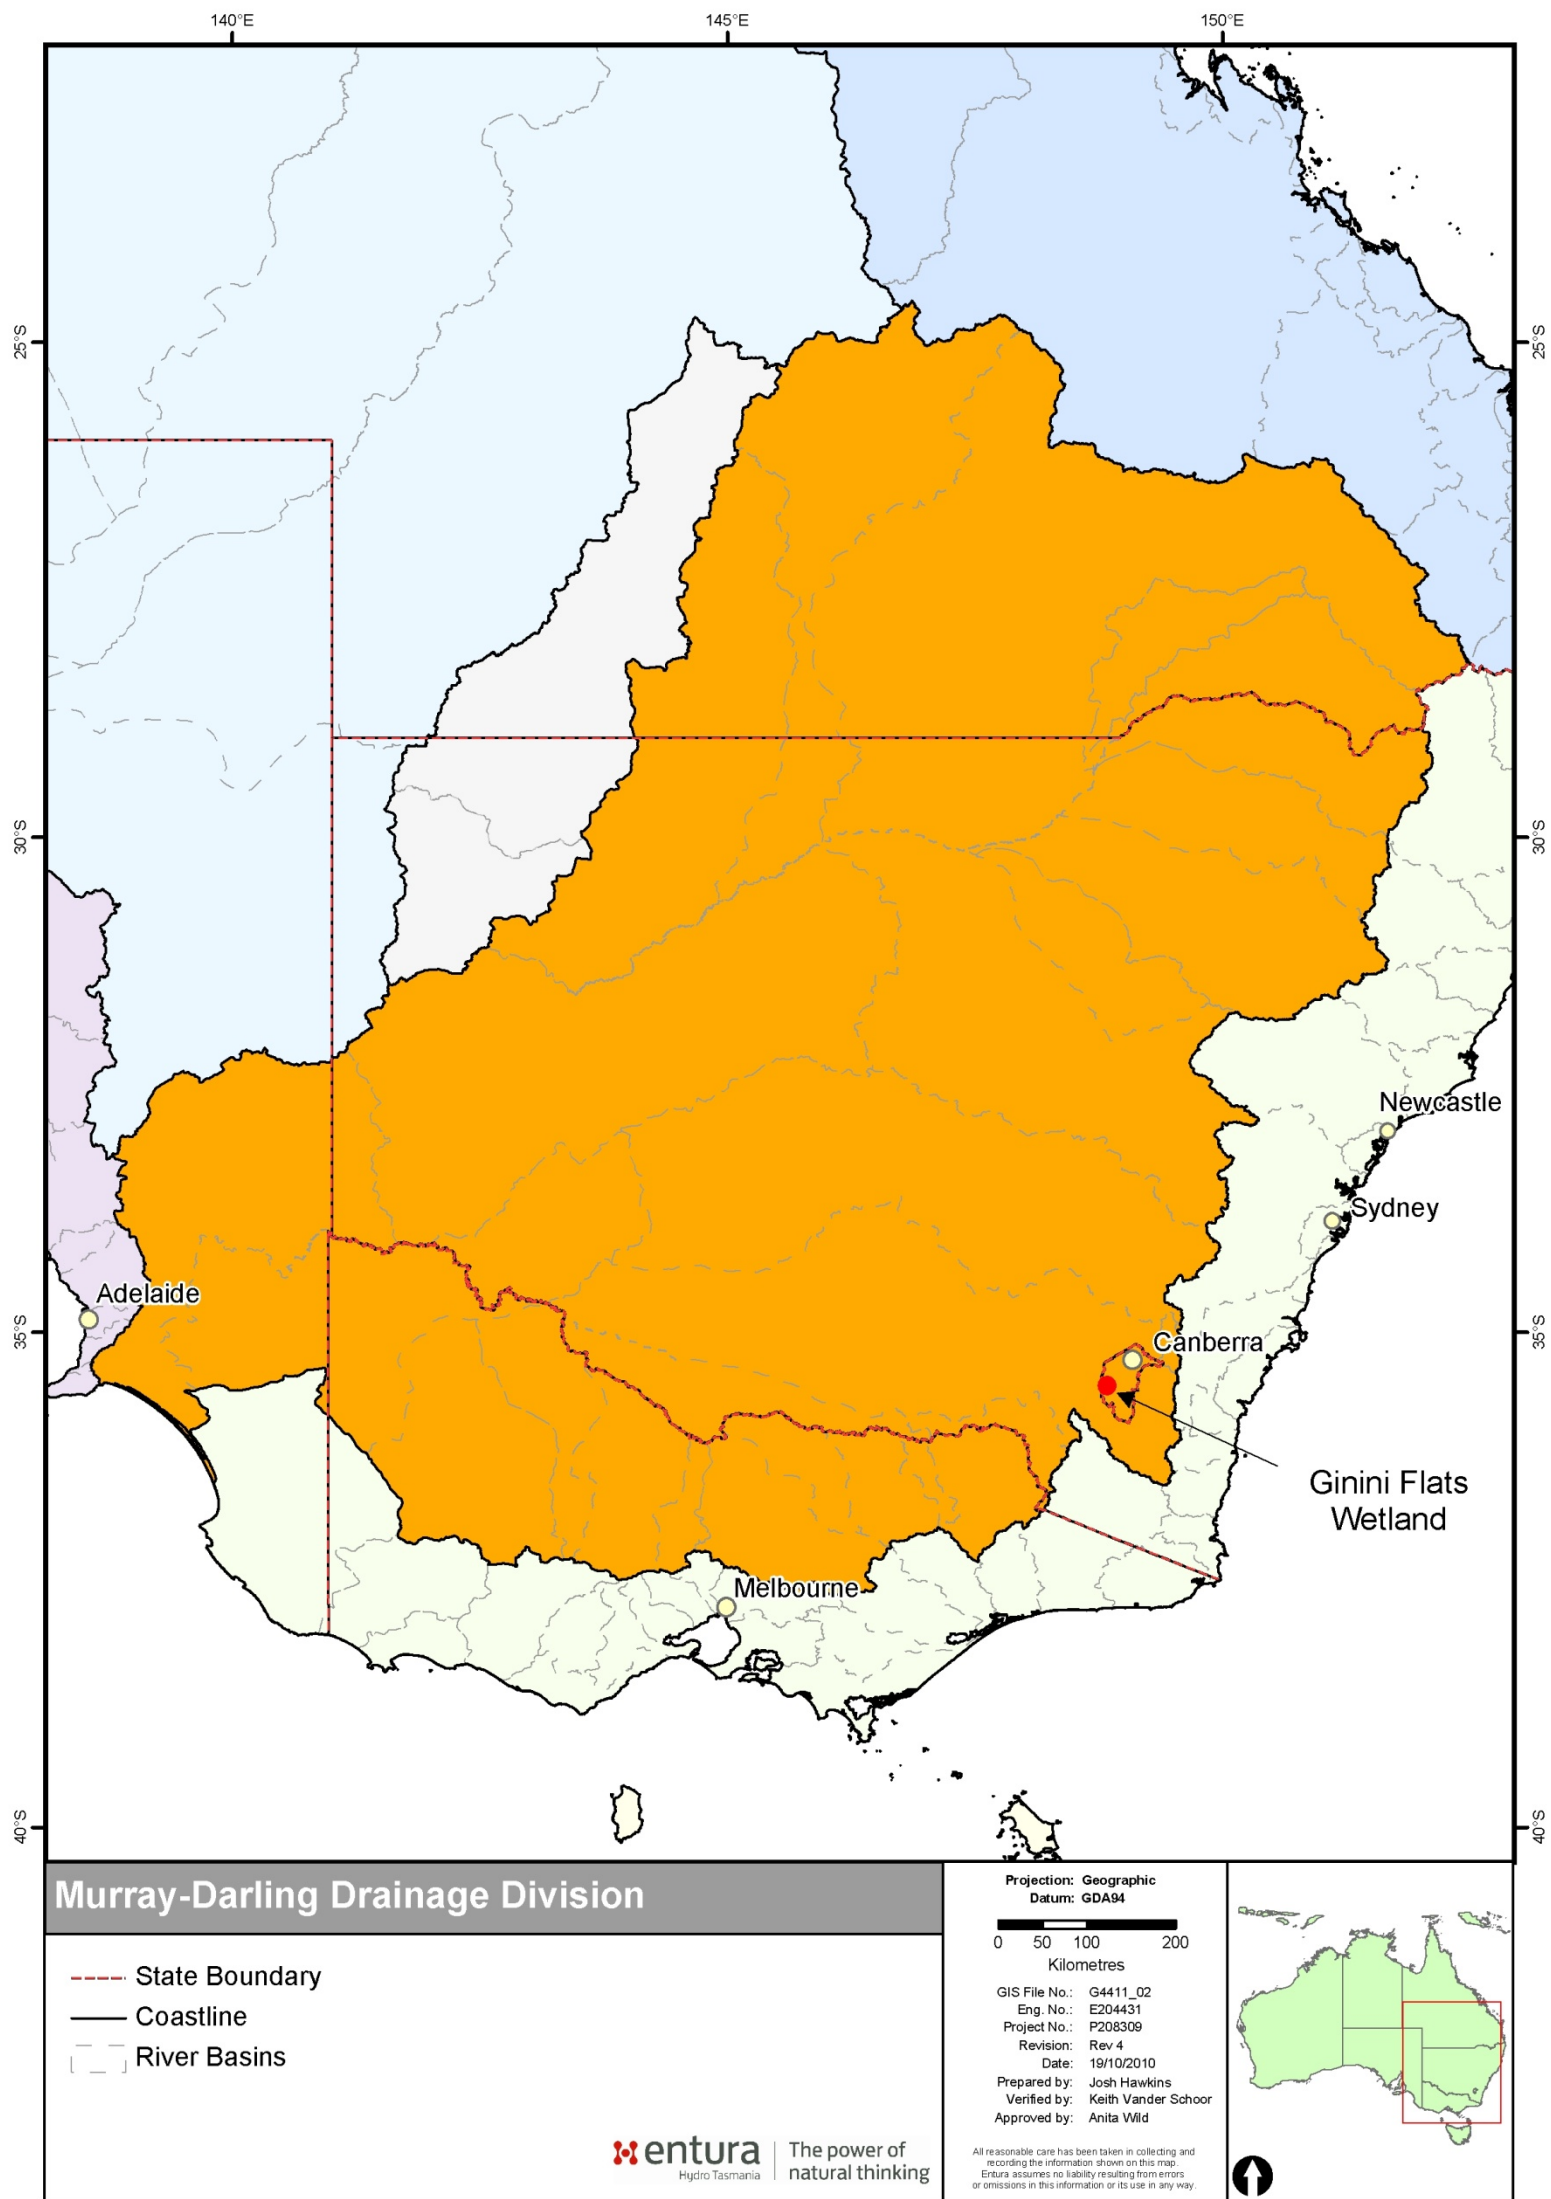 140°E
145°E
150°E
25°S
25°S
30°S
30°S
Newcastle
Sydney
Adelaide
35°S
35°S
Canberra
Ginini Flats
Wetland
Melbourne
40°S
40°S
Murray-Darling Drainage Division
State Boundary
Coastline
River Basins
entura
Hydro Tasmania
The power of
natural thinking
Projection: Geographic
Datum: GDA94
0 50 100 200
Kilometres
GIS File No.: G4411_02
Eng. No.: E204431
Project No.: P208309
Revision: Rev 4
Date: 19/10/2010
Prepared by: Josh Hawkins
Verified by: Keith Vander Schoor
Approved by: Anita Wild
All reasonable care has been taken in collecting and
recording the information shown on this map.
Entura assumes no liability resulting from errors
or omissions in this information or its use in any way.